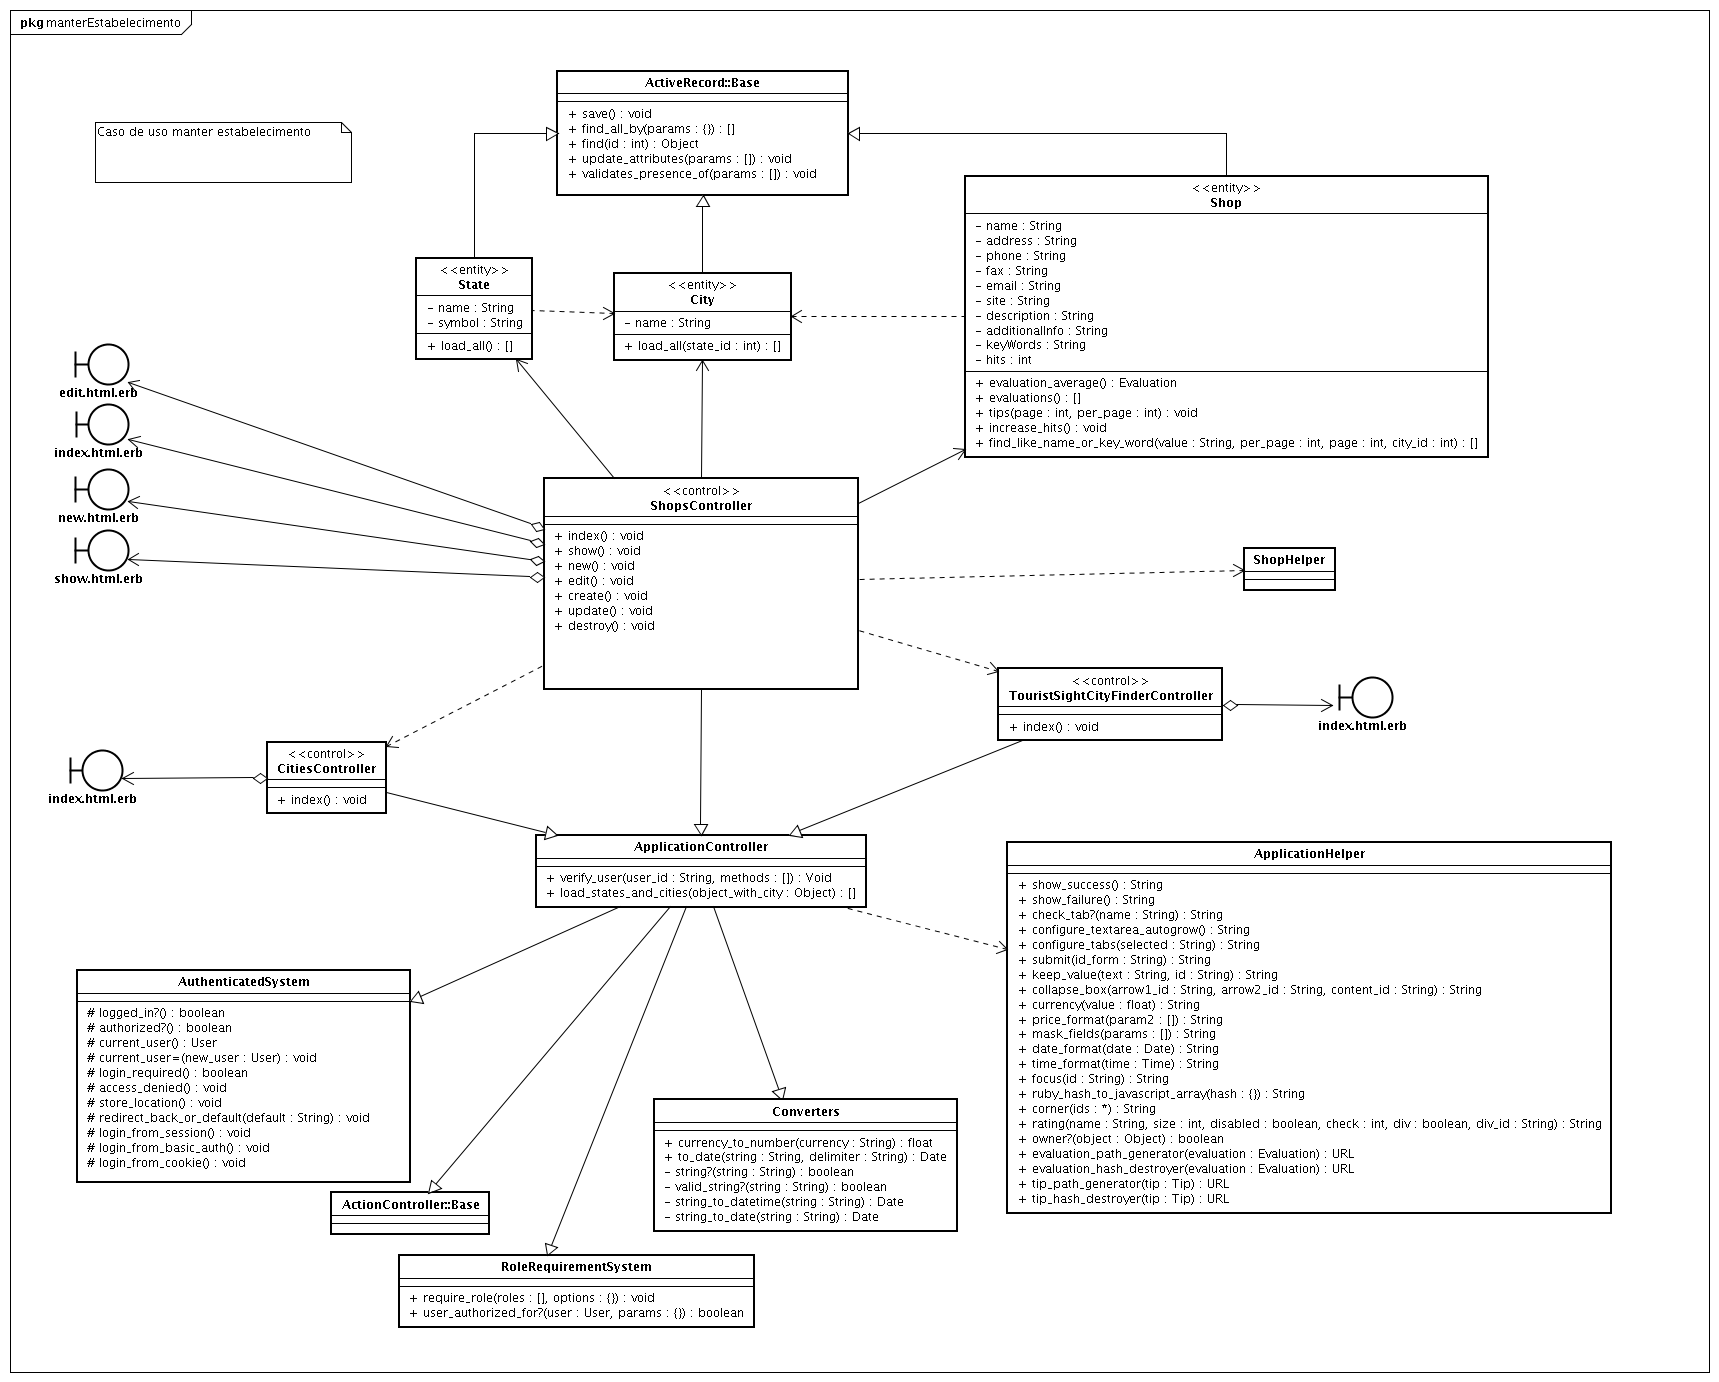 pkg manterEstabelecimento
Caso de uso manter estabelecimento
ActiveRecord::Base
+ save() : void
+ find_all_by(params : {}) : []
+ find(id : int) : Object
+ update_attributes(params : []) : void
+ validates_presence_of(params : []) : void
<<entity>>
State
- name : String
- symbol : String
+ load_all() : []
<<entity>>
City
- name : String
+ load_all(state_id : int) : []
<<entity>>
Shop
- name : String
- address : String
- phone : String
- fax : String
- email : String
- site : String
- description : String
- additionalInfo : String
- keyWords : String
- hits : int
+ evaluation_average() : Evaluation
+ evaluations() : []
+ tips(page : int, per_page : int) : void
+ increase_hits() : void
+ find_like_name_or_key_word(value : String, per_page : int, page : int, city_id : int) : []
edit.html.erb
index.html.erb
new.html.erb
show.html.erb
<<control>>
ShopsController
+ index() : void
+ show() : void
+ new() : void
+ edit() : void
+ create() : void
+ update() : void
+ destroy() : void
ShopHelper
<<control>>
TouristSightCityFinderController
+ index() : void
index.html.erb
<<control>>
CitiesController
+ index() : void
index.html.erb
ApplicationController
+ verify_user(user_id : String, methods : []) : Void
+ load_states_and_cities(object_with_city : Object) : []
ApplicationHelper
+ show_success() : String
+ show_failure() : String
+ check_tab?(name : String) : String
+ configure_textarea_autogrow() : String
+ configure_tabs(selected : String) : String
+ submit(id_form : String) : String
+ keep_value(text : String, id : String) : String
+ collapse_box(arrow1_id : String, arrow2_id : String, content_id : String) : String
+ currency(value : float) : String
+ price_format(param2 : []) : String
+ mask_fields(params : []) : String
+ date_format(date : Date) : String
+ time_format(time : Time) : String
+ focus(id : String) : String
+ ruby_hash_to_javascript_array(hash : {}) : String
+ corner(ids : *) : String
+ rating(name : String, size : int, disabled : boolean, check : int, div : boolean, div_id : String) : String
+ owner?(object : Object) : boolean
+ evaluation_path_generator(evaluation : Evaluation) : URL
+ evaluation_hash_destroyer(evaluation : Evaluation) : URL
+ tip_path_generator(tip : Tip) : URL
+ tip_hash_destroyer(tip : Tip) : URL
AuthenticatedSystem
# logged_in?() : boolean
# authorized?() : boolean
# current_user() : User
# current_user=(new_user : User) : void
# login_required() : boolean
# access_denied() : void
# store_location() : void
# redirect_back_or_default(default : String) : void
# login_from_session() : void
# login_from_basic_auth() : void
# login_from_cookie() : void
Converters
+ currency_to_number(currency : String) : float
+ to_date(string : String, delimiter : String) : Date
- string?(string : String) : boolean
- valid_string?(string : String) : boolean
- string_to_datetime(string : String) : Date
- string_to_date(string : String) : Date
ActionController::Base
RoleRequirementSystem
+ require_role(roles : [], options : {}) : void
+ user_authorized_for?(user : User, params : {}) : boolean